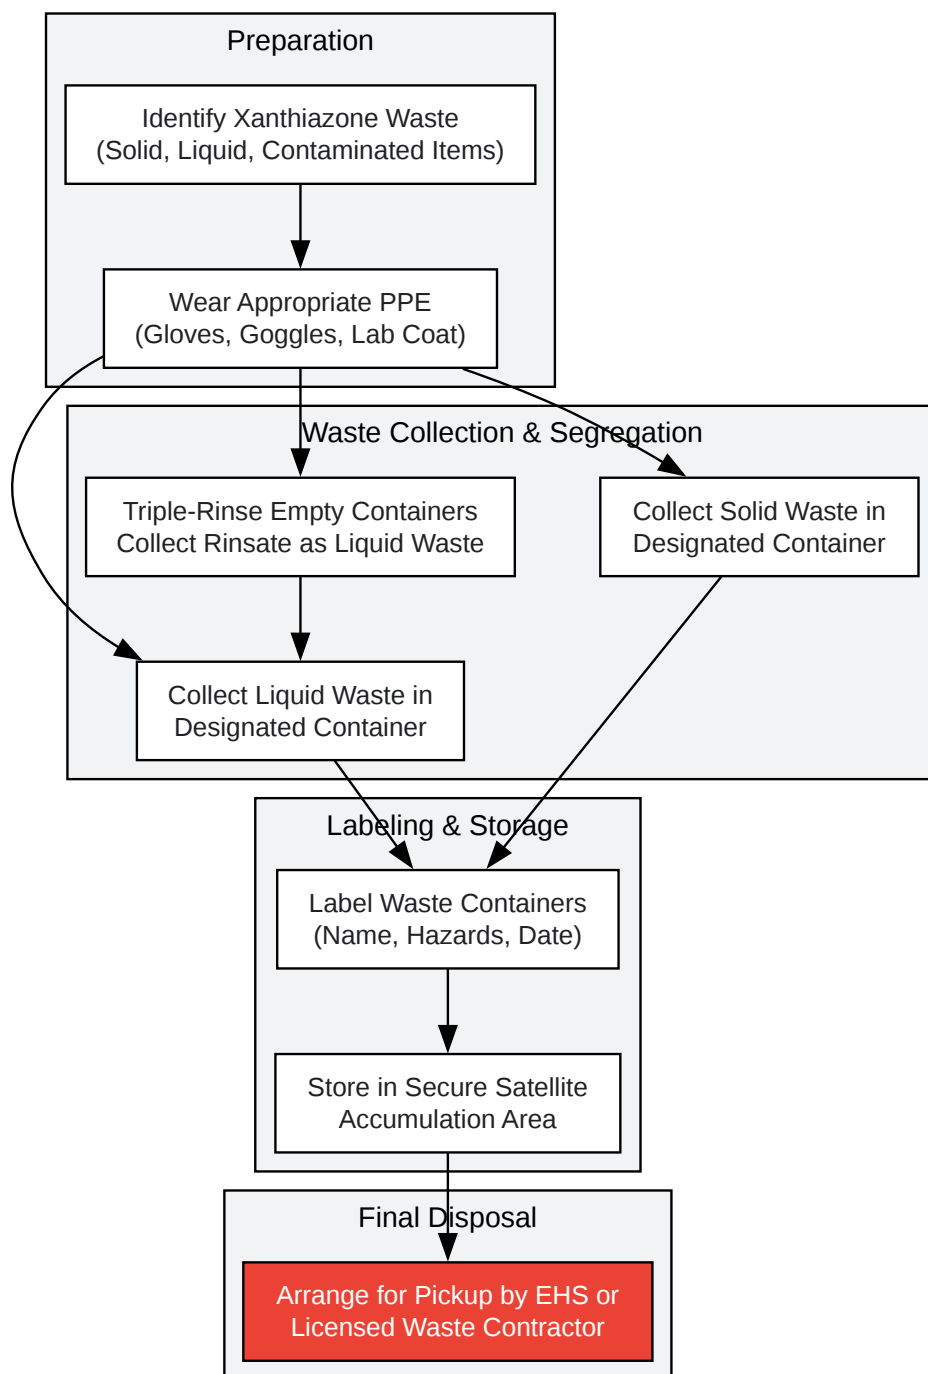 Preparation
Identify Xanthiazone Waste
(Solid, Liquid, Contaminated Items)
Wear Appropriate PPE
(Gloves, Goggles, Lab Coat)
Waste Collection & Segregation
Triple-Rinse Empty Containers
Collect Rinsate as Liquid Waste
Collect Solid Waste in
Designated Container
Collect Liquid Waste in
Designated Container
Labeling & Storage
Label Waste Containers
(Name, Hazards, Date)
Store in Secure Satellite
Accumulation Area
Final Disposal
Arrange for Pickup by EHS or
Licensed Waste Contractor